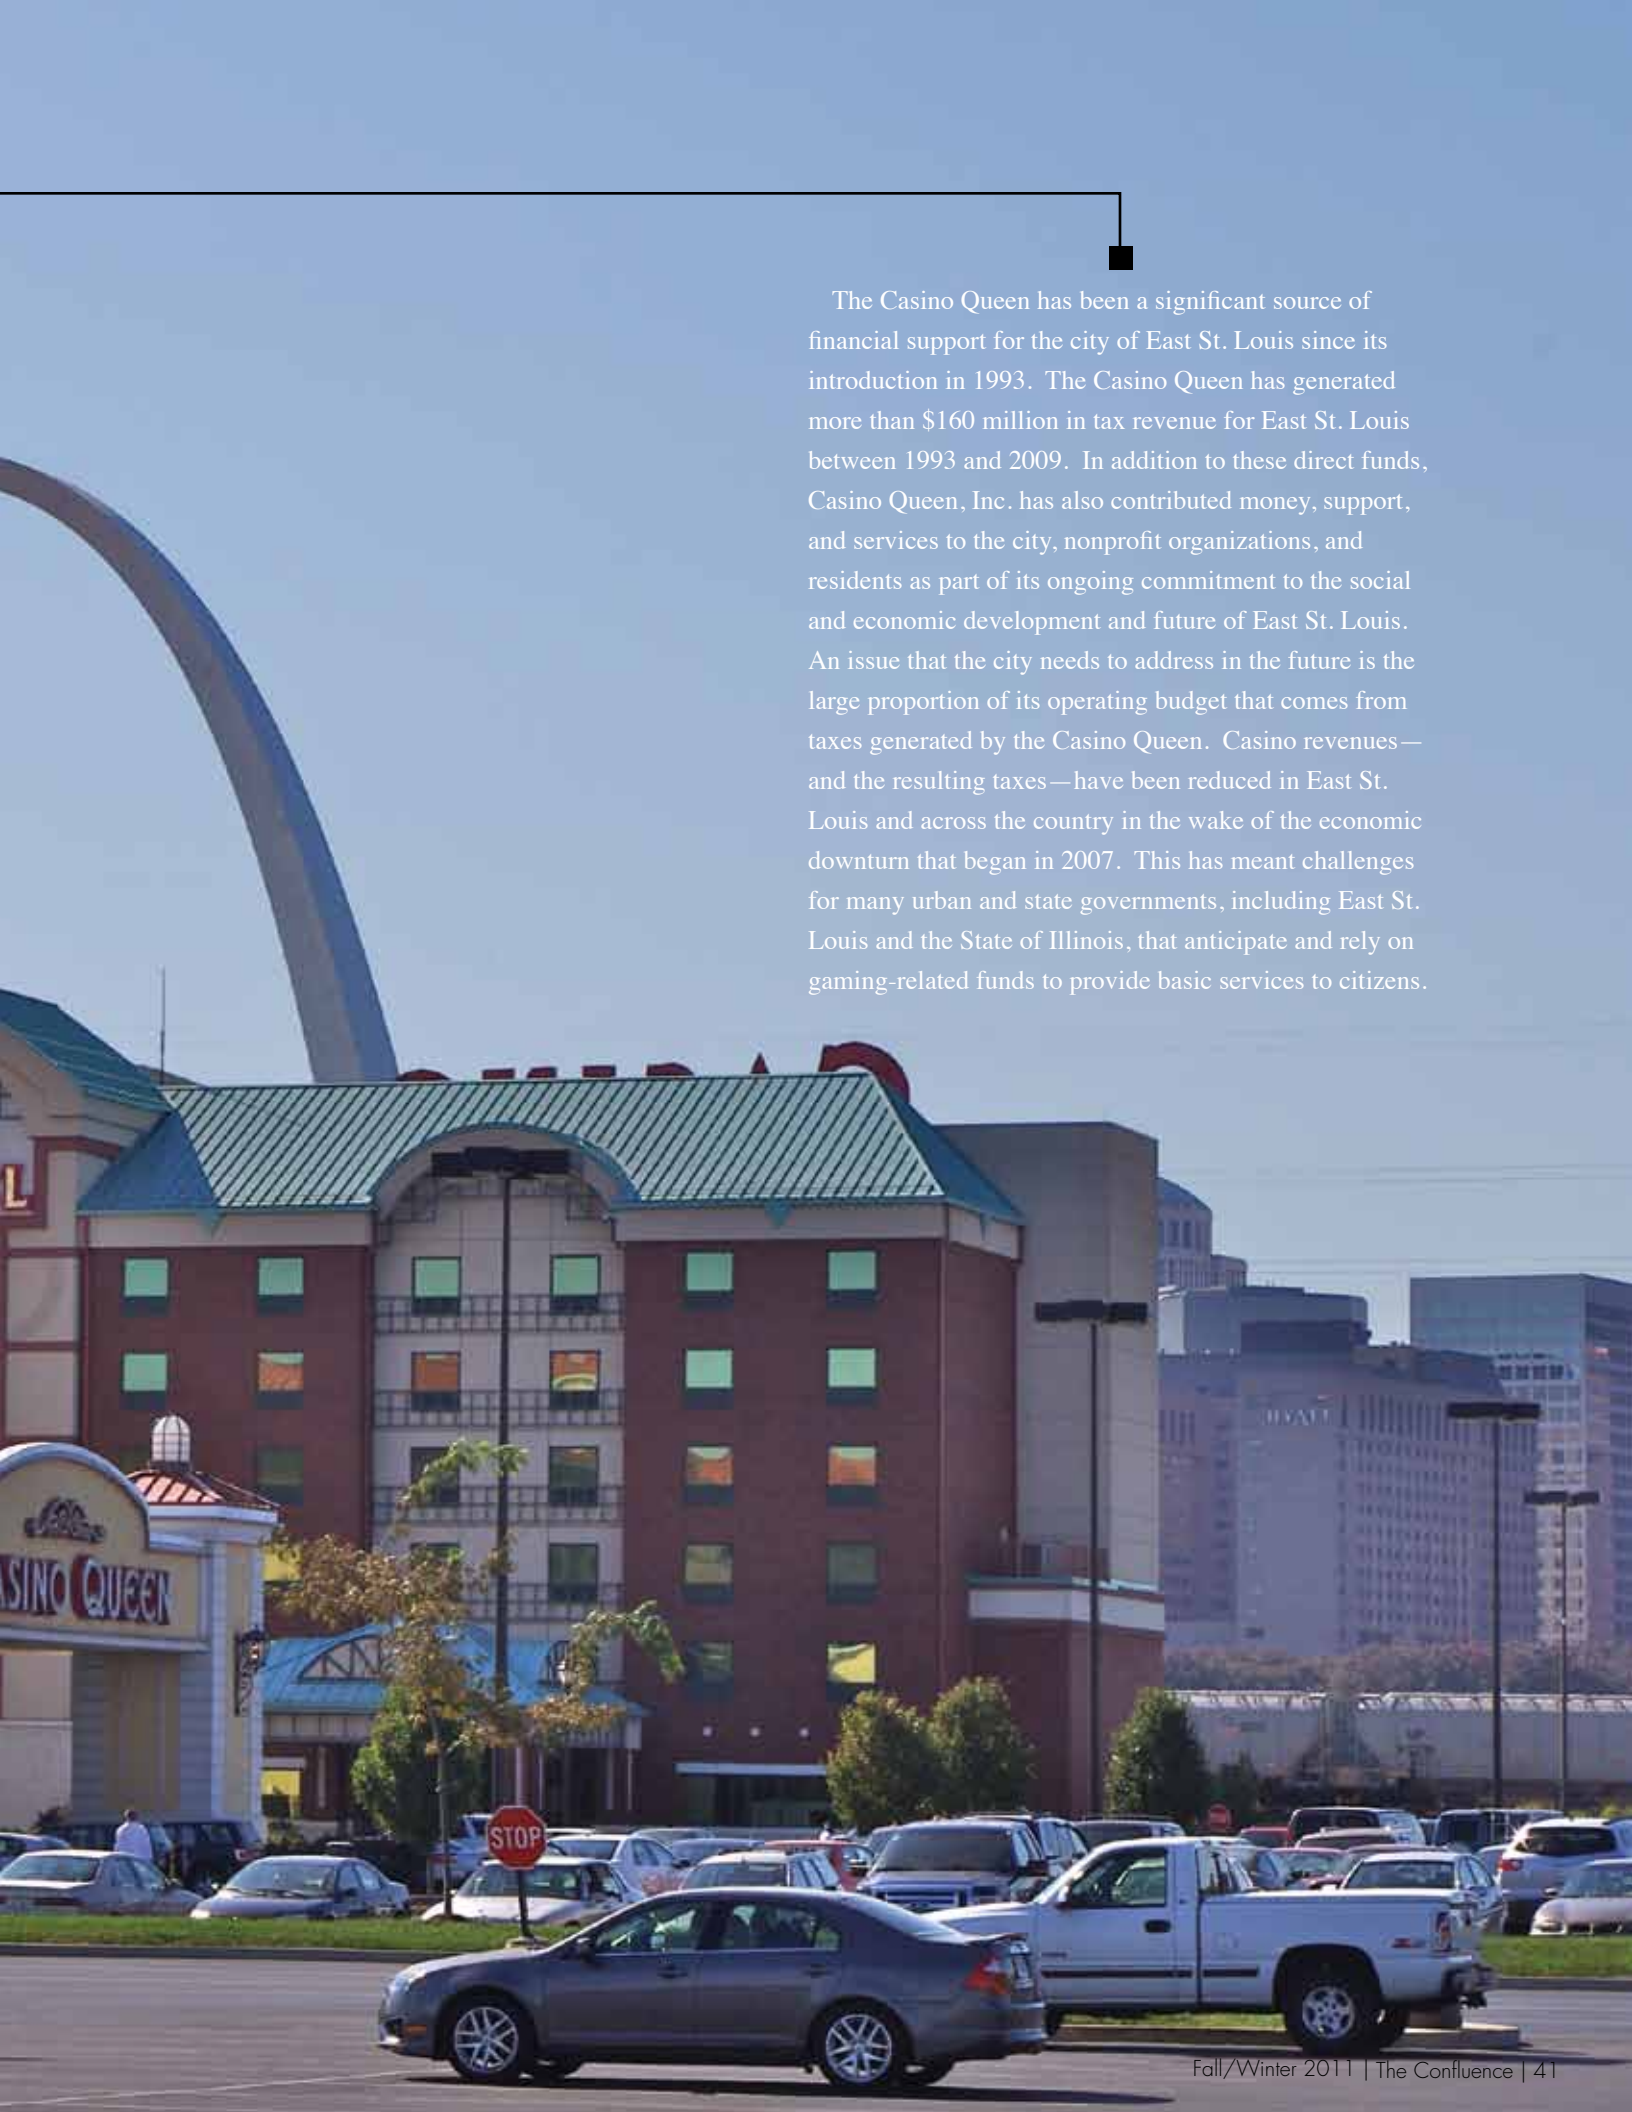 The Casino Queen has been a significant source of
financial support for the city of East St. Louis since its
introduction in 1993.  The Casino Queen has generated
more than $160 million in tax revenue for East St. Louis
between 1993 and 2009.  In addition to these direct funds,
Casino Queen, Inc. has also contributed money, support,
and services to the city, nonprofit organizations, and
residents as part of its ongoing commitment to the social
and economic development and future of East St. Louis.
An issue that the city needs to address in the future is the
large proportion of its operating budget that comes from
taxes generated by the Casino Queen.  Casino revenues—
and the resulting taxes—have been reduced in East St.
Louis and across the country in the wake of the economic
downturn that began in 2007.  This has meant challenges
for many urban and state governments, including East St.
Louis and the State of Illinois, that anticipate and rely on
gaming-related funds to provide basic services to citizens.
L
HYATT
ASINO QUEEN
STOP
Fall/Winter 2011 | The Confluence | 41